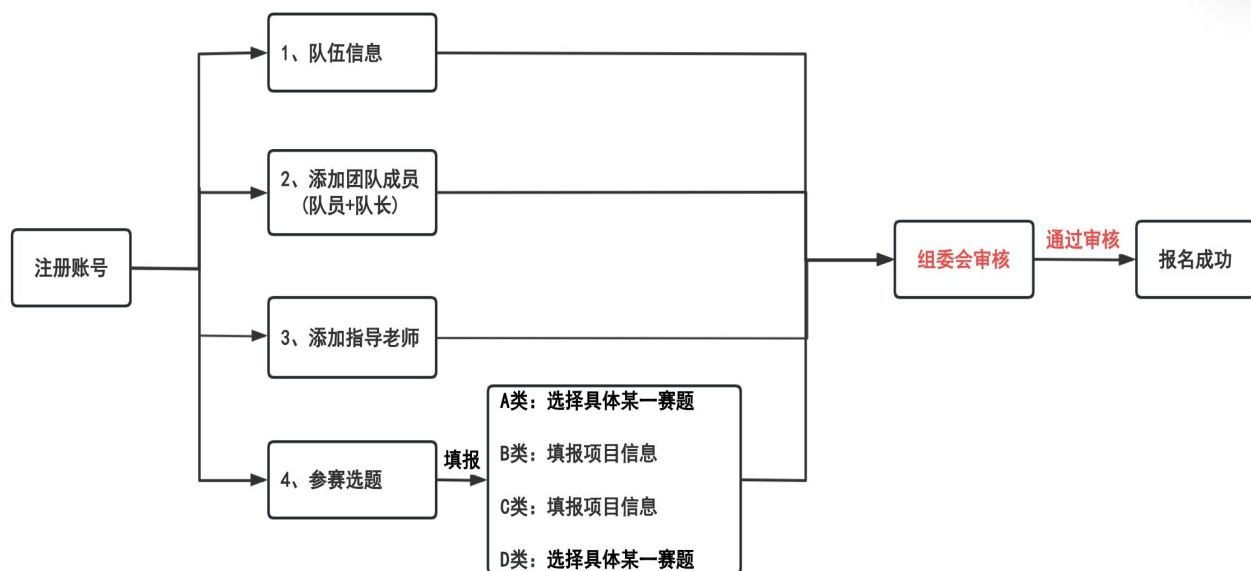 1、队伍信息
2、添加团队成员
(队员+队长)
注册账号
组委会审核
通过审核
报名成功
3、添加指导老师
4、参赛选题
填报
A类：选择具体某一赛题
B类：填报项目信息
C类：填报项目信息
D类：选择具体某一赛题